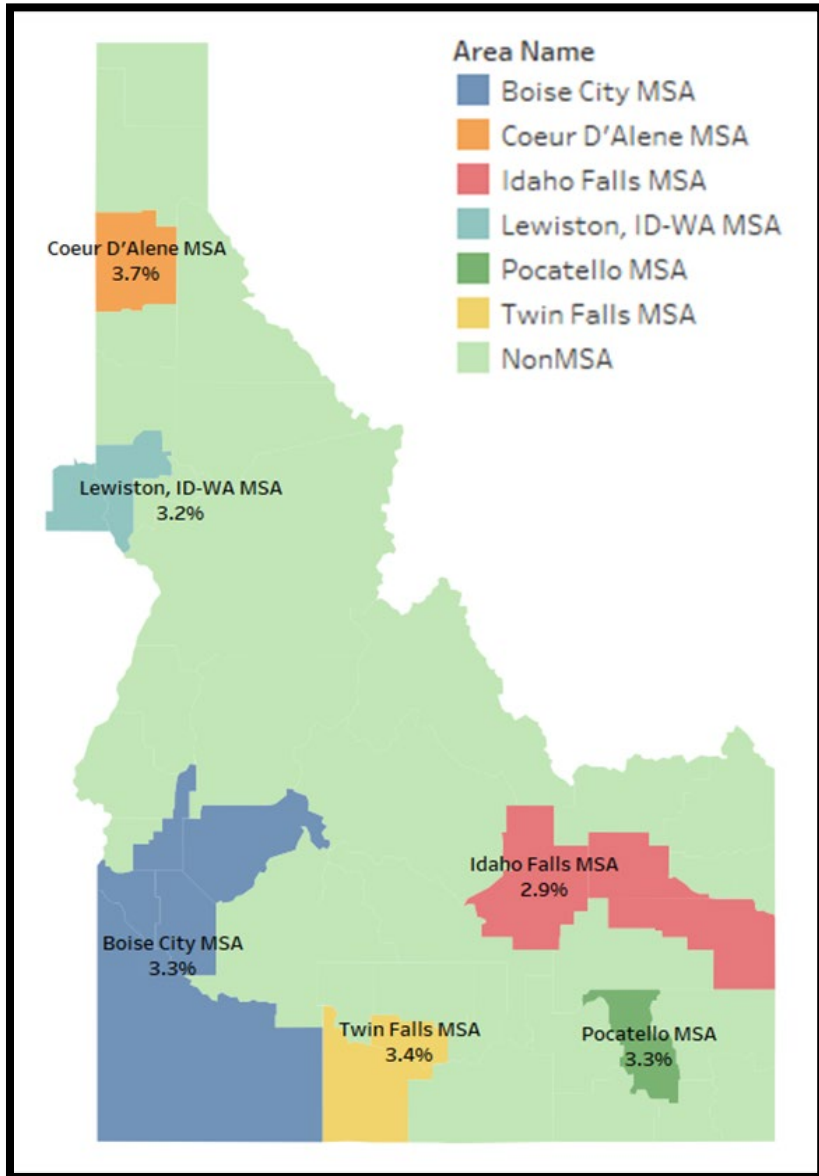 Area Name
Boise City MSA
Coeur D’Alene MSA
Idaho Falls MSA
Lewiston, ID-WA MSA
Pocatello MSA
Twin Falls MSA
NonMSA
Coeur D’Alene MSA
3.7%
Lewiston, ID-WA MSA
3.2%
Idaho Falls MSA
2.9%
Boise City MSA
3.3%
Twin Falls MSA
3.4%
Pocatello MSA
3.3%